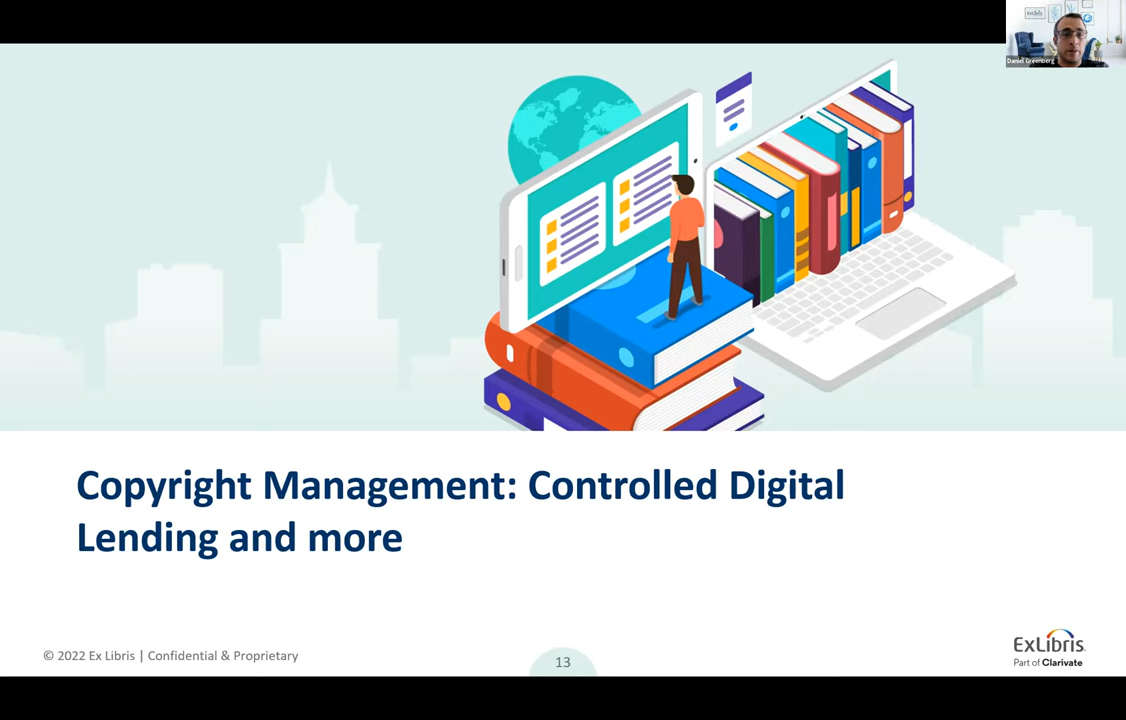 ExLibris
Daniel Greenberg
Copyright Management: Controlled Digital
Lending and more
© 2022 Ex Libris | Confidential & Proprietary
13
ExLibris
Part of Clarivate